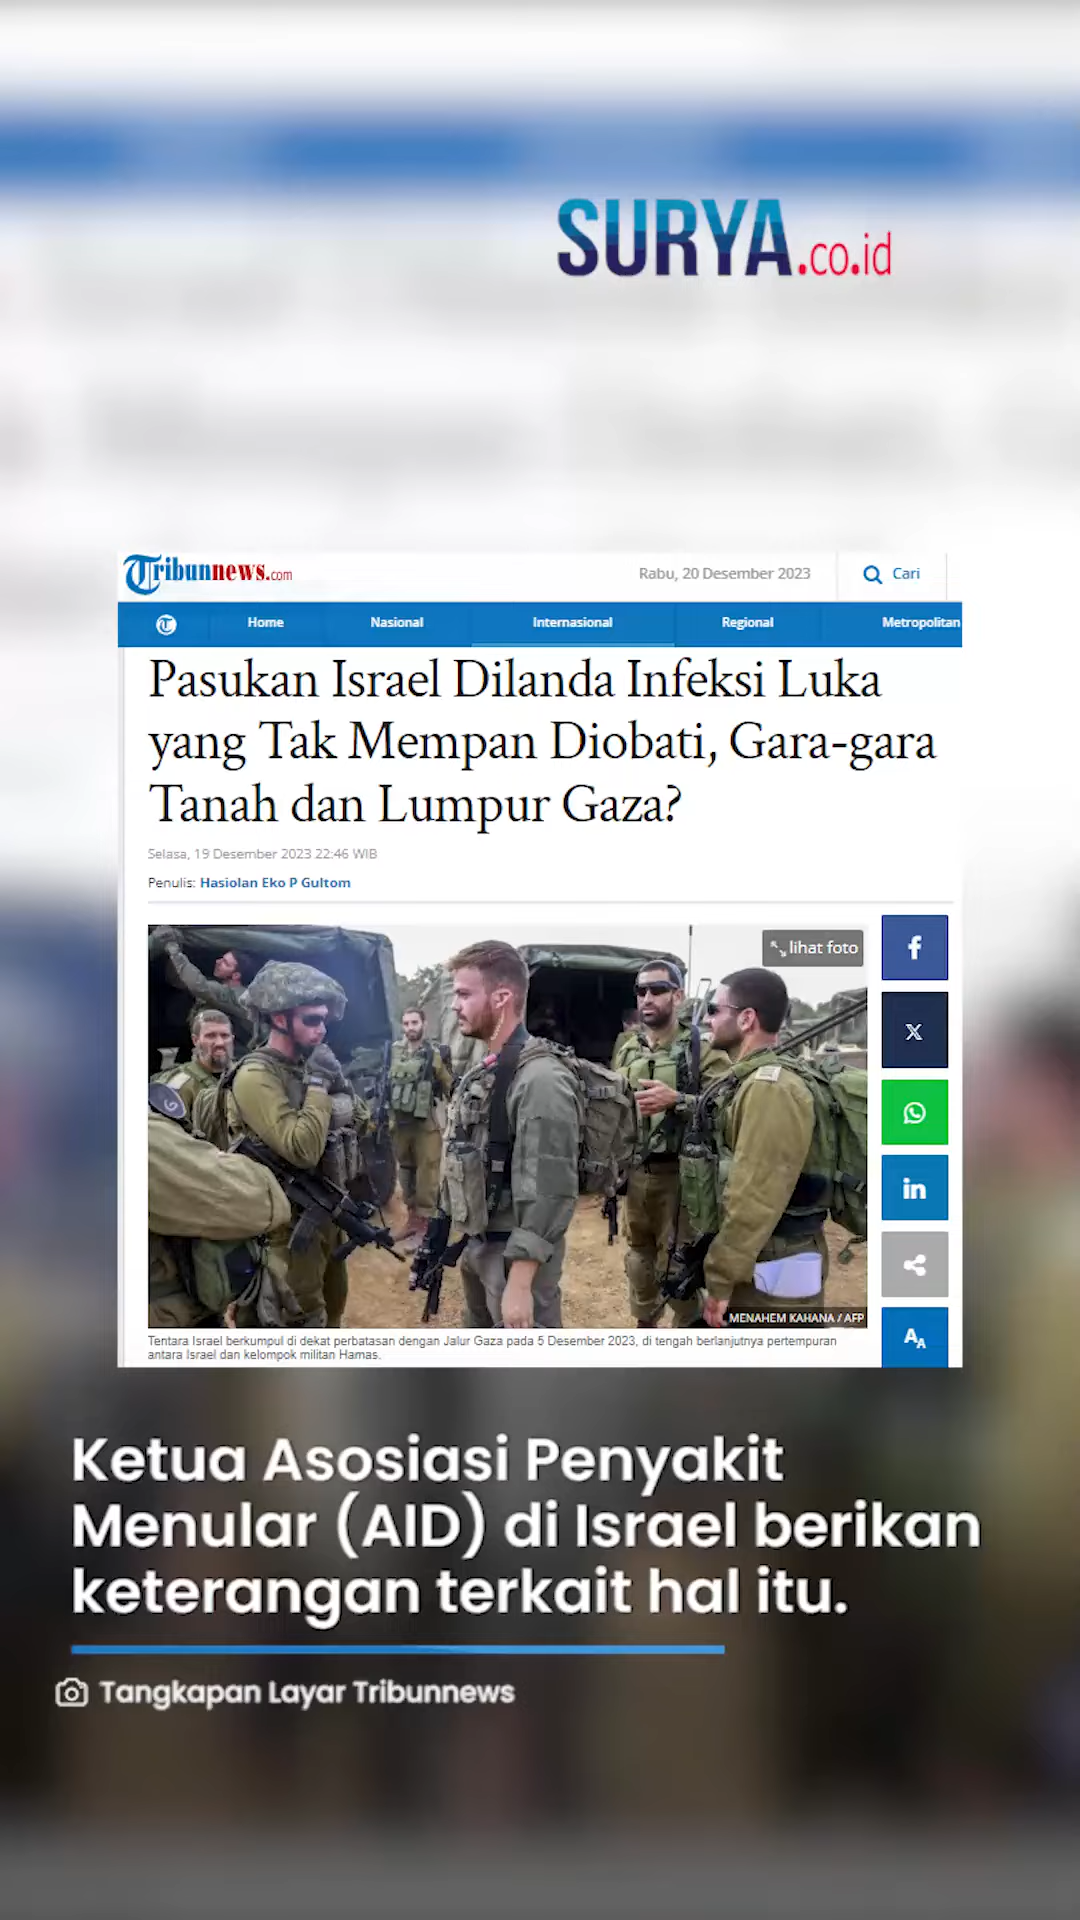 SURYA.co.id
Tribunnews.com
Rabu, 20 Desember 2023
Cari
Home Nasional Internasional Regional Metropolitan
Pasukan Israel Dilanda Infeksi Luka
yang Tak Mempan Diobati, Gara-gara
Tanah dan Lumpur Gaza?
Selasa, 19 Desember 2023 22:46 WIB
Penulis: Hasiolan Eko P Gultom
lihat foto
MENAHEM KAHANA / AFP
Tentara Israel berkumpul di dekat perbatasan dengan Jalur Gaza pada 5 Desember 2023, di tengah berlanjutnya pertempuran
antara Israel dan kelompok militan Hamas.
Ketua Asosiasi Penyakit
Menular (AID) di Israel berikan
keterangan terkait hal itu.
Tangkapan Layar Tribunnews